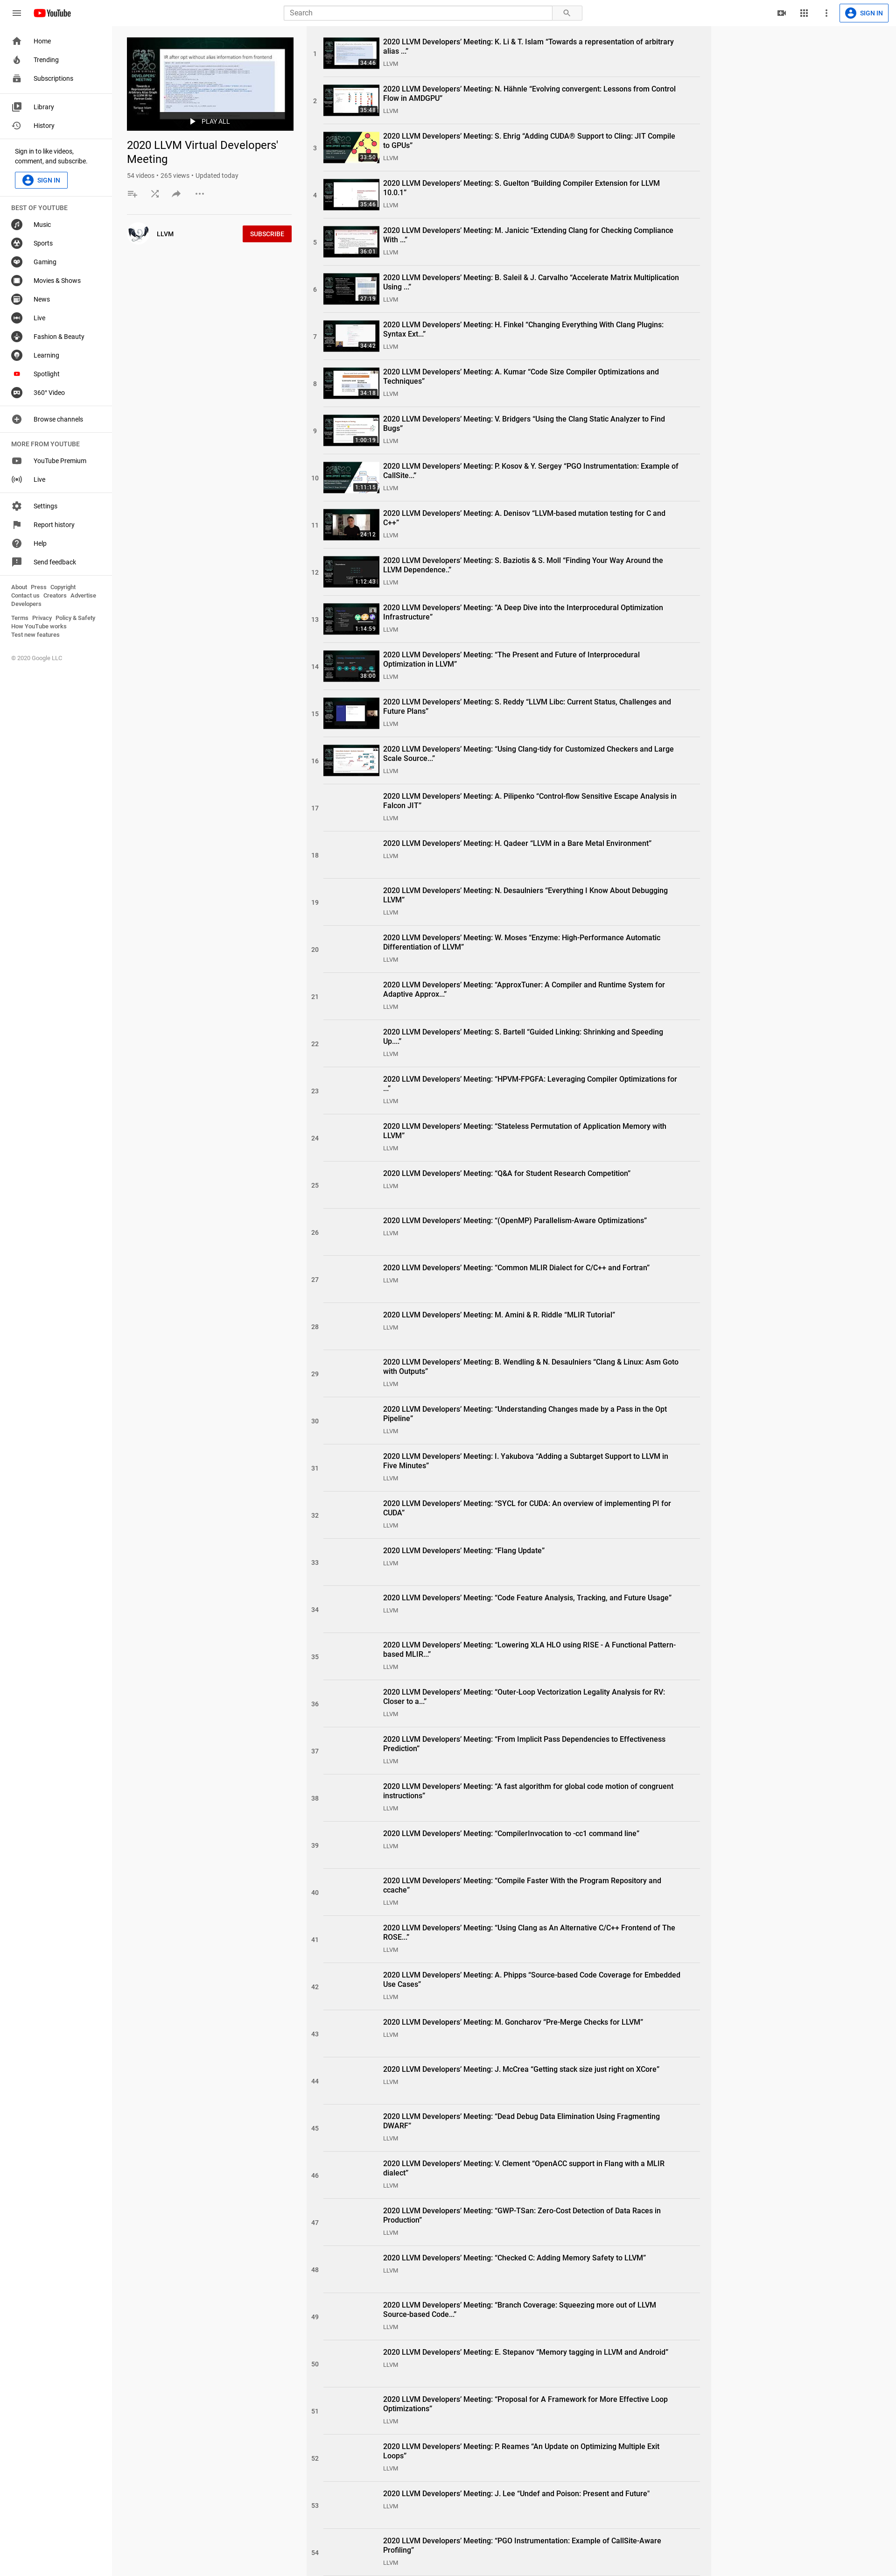 YouTube
Search
SIGN IN
Home
Trending
Subscriptions
Library
History
Sign in to like videos,
comment, and subscribe.
SIGN IN
BEST OF YOUTUBE
Music
Sports
Gaming
Movies & Shows
News
Live
Fashion & Beauty
Learning
Spotlight
360° Video
Browse channels
MORE FROM YOUTUBE
YouTube Premium
Live
Settings
Report history
Help
Send feedback
About Press Copyright
Contact us Creators Advertise
Developers
Terms Privacy Policy & Safety
How YouTube works
Test new features
© 2020 Google LLC
IR after opt without alias information from frontend
PLAY ALL
2020 LLVM Virtual Developers'
Meeting
54 videos • 265 views • Updated today
LLVM
SUBSCRIBE
1
34:46
2020 LLVM Developers’ Meeting: K. Li & T. Islam “Towards a representation of arbitrary
alias ...”
LLVM
2
35:48
2020 LLVM Developers’ Meeting: N. Hähnle “Evolving convergent: Lessons from Control
Flow in AMDGPU”
LLVM
3
33:50
2020 LLVM Developers’ Meeting: S. Ehrig “Adding CUDA® Support to Cling: JIT Compile
to GPUs”
LLVM
4
35:46
2020 LLVM Developers’ Meeting: S. Guelton “Building Compiler Extension for LLVM
10.0.1”
LLVM
5
36:01
2020 LLVM Developers’ Meeting: M. Janicic “Extending Clang for Checking Compliance
With ...”
LLVM
6
27:19
2020 LLVM Developers’ Meeting: B. Saleil & J. Carvalho “Accelerate Matrix Multiplication
Using ...”
LLVM
7
34:42
2020 LLVM Developers’ Meeting: H. Finkel “Changing Everything With Clang Plugins:
Syntax Ext...”
LLVM
8
34:18
2020 LLVM Developers’ Meeting: A. Kumar “Code Size Compiler Optimizations and
Techniques”
LLVM
9
1:00:19
2020 LLVM Developers’ Meeting: V. Bridgers “Using the Clang Static Analyzer to Find
Bugs”
LLVM
10
1:11:15
2020 LLVM Developers’ Meeting: P. Kosov & Y. Sergey “PGO Instrumentation: Example of
CallSite...”
LLVM
11
24:12
2020 LLVM Developers’ Meeting: A. Denisov “LLVM-based mutation testing for C and
C++”
LLVM
12
1:12:43
2020 LLVM Developers’ Meeting: S. Baziotis & S. Moll “Finding Your Way Around the
LLVM Dependence..”
LLVM
13
1:14:59
2020 LLVM Developers’ Meeting: “A Deep Dive into the Interprocedural Optimization
Infrastructure”
LLVM
14
38:00
2020 LLVM Developers’ Meeting: “The Present and Future of Interprocedural
Optimization in LLVM”
LLVM
15
2020 LLVM Developers’ Meeting: S. Reddy “LLVM Libc: Current Status, Challenges and
Future Plans”
LLVM
16
2020 LLVM Developers’ Meeting: “Using Clang-tidy for Customized Checkers and Large
Scale Source...”
LLVM
17
2020 LLVM Developers’ Meeting: A. Pilipenko “Control-flow Sensitive Escape Analysis in
Falcon JIT”
LLVM
18
2020 LLVM Developers’ Meeting: H. Qadeer “LLVM in a Bare Metal Environment”
LLVM
19
2020 LLVM Developers’ Meeting: N. Desaulniers “Everything I Know About Debugging
LLVM”
LLVM
20
2020 LLVM Developers’ Meeting: W. Moses “Enzyme: High-Performance Automatic
Differentiation of LLVM”
LLVM
21
2020 LLVM Developers’ Meeting: “ApproxTuner: A Compiler and Runtime System for
Adaptive Approx...”
LLVM
22
2020 LLVM Developers’ Meeting: S. Bartell “Guided Linking: Shrinking and Speeding
Up....”
LLVM
23
2020 LLVM Developers’ Meeting: “HPVM-FPGFA: Leveraging Compiler Optimizations for
...”
LLVM
24
2020 LLVM Developers’ Meeting: “Stateless Permutation of Application Memory with
LLVM”
LLVM
25
2020 LLVM Developers’ Meeting: “Q&A for Student Research Competition”
LLVM
26
2020 LLVM Developers’ Meeting: “(OpenMP) Parallelism-Aware Optimizations”
LLVM
27
2020 LLVM Developers’ Meeting: “Common MLIR Dialect for C/C++ and Fortran”
LLVM
28
2020 LLVM Developers’ Meeting: M. Amini & R. Riddle “MLIR Tutorial”
LLVM
29
2020 LLVM Developers’ Meeting: B. Wendling & N. Desaulniers “Clang & Linux: Asm Goto
with Outputs”
LLVM
30
2020 LLVM Developers’ Meeting: “Understanding Changes made by a Pass in the Opt
Pipeline”
LLVM
31
2020 LLVM Developers’ Meeting: I. Yakubova “Adding a Subtarget Support to LLVM in
Five Minutes”
LLVM
32
2020 LLVM Developers’ Meeting: “SYCL for CUDA: An overview of implementing PI for
CUDA”
LLVM
33
2020 LLVM Developers’ Meeting: “Flang Update”
LLVM
34
2020 LLVM Developers’ Meeting: “Code Feature Analysis, Tracking, and Future Usage”
LLVM
35
2020 LLVM Developers’ Meeting: “Lowering XLA HLO using RISE - A Functional Pattern-
based MLIR...”
LLVM
36
2020 LLVM Developers’ Meeting: “Outer-Loop Vectorization Legality Analysis for RV:
Closer to a...”
LLVM
37
2020 LLVM Developers’ Meeting: “From Implicit Pass Dependencies to Effectiveness
Prediction”
LLVM
38
2020 LLVM Developers’ Meeting: “A fast algorithm for global code motion of congruent
instructions”
LLVM
39
2020 LLVM Developers’ Meeting: “CompilerInvocation to -cc1 command line”
LLVM
40
2020 LLVM Developers’ Meeting: “Compile Faster With the Program Repository and
ccache”
LLVM
41
2020 LLVM Developers’ Meeting: “Using Clang as An Alternative C/C++ Frontend of The
ROSE...”
LLVM
42
2020 LLVM Developers’ Meeting: A. Phipps “Source-based Code Coverage for Embedded
Use Cases”
LLVM
43
2020 LLVM Developers’ Meeting: M. Goncharov “Pre-Merge Checks for LLVM”
LLVM
44
2020 LLVM Developers’ Meeting: J. McCrea “Getting stack size just right on XCore”
LLVM
45
2020 LLVM Developers’ Meeting: “Dead Debug Data Elimination Using Fragmenting
DWARF”
LLVM
46
2020 LLVM Developers’ Meeting: V. Clement “OpenACC support in Flang with a MLIR
dialect”
LLVM
47
2020 LLVM Developers’ Meeting: “GWP-TSan: Zero-Cost Detection of Data Races in
Production”
LLVM
48
2020 LLVM Developers’ Meeting: “Checked C: Adding Memory Safety to LLVM”
LLVM
49
2020 LLVM Developers’ Meeting: “Branch Coverage: Squeezing more out of LLVM
Source-based Code...”
LLVM
50
2020 LLVM Developers’ Meeting: E. Stepanov “Memory tagging in LLVM and Android”
LLVM
51
2020 LLVM Developers’ Meeting: “Proposal for A Framework for More Effective Loop
Optimizations”
LLVM
52
2020 LLVM Developers’ Meeting: P. Reames “An Update on Optimizing Multiple Exit
Loops”
LLVM
53
2020 LLVM Developers’ Meeting: J. Lee “Undef and Poison: Present and Future”
LLVM
54
2020 LLVM Developers’ Meeting: “PGO Instrumentation: Example of CallSite-Aware
Profiling”
LLVM